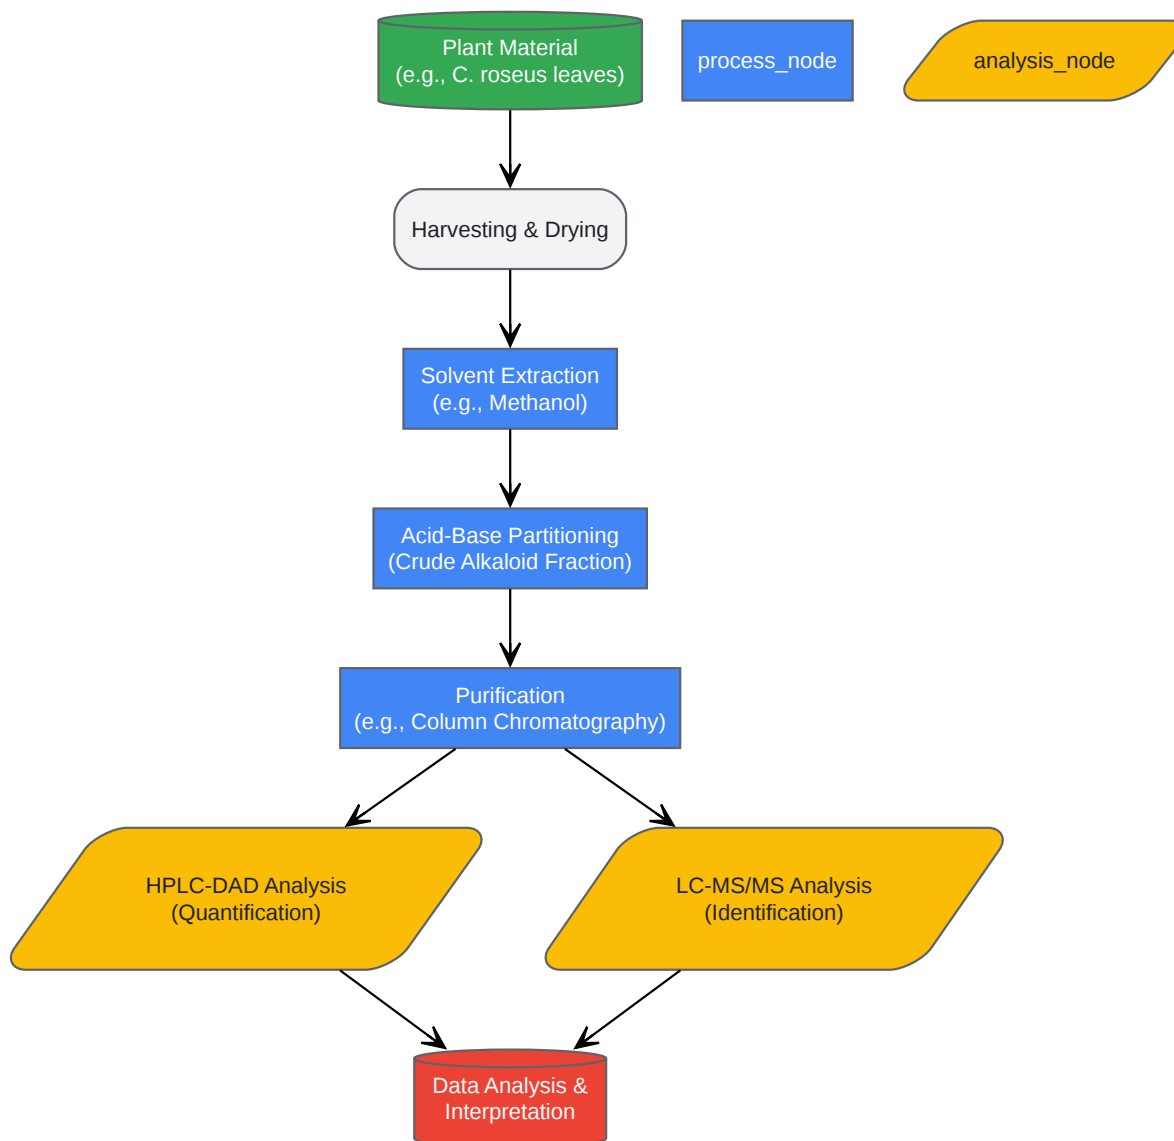 Plant Material
(e.g., C. roseus leaves)
process_node
analysis_node
Harvesting & Drying
Solvent Extraction
(e.g., Methanol)
Acid-Base Partitioning
(Crude Alkaloid Fraction)
Purification
(e.g., Column Chromatography)
HPLC-DAD Analysis
(Quantification)
LC-MS/MS Analysis
(Identification)
Data Analysis &
Interpretation